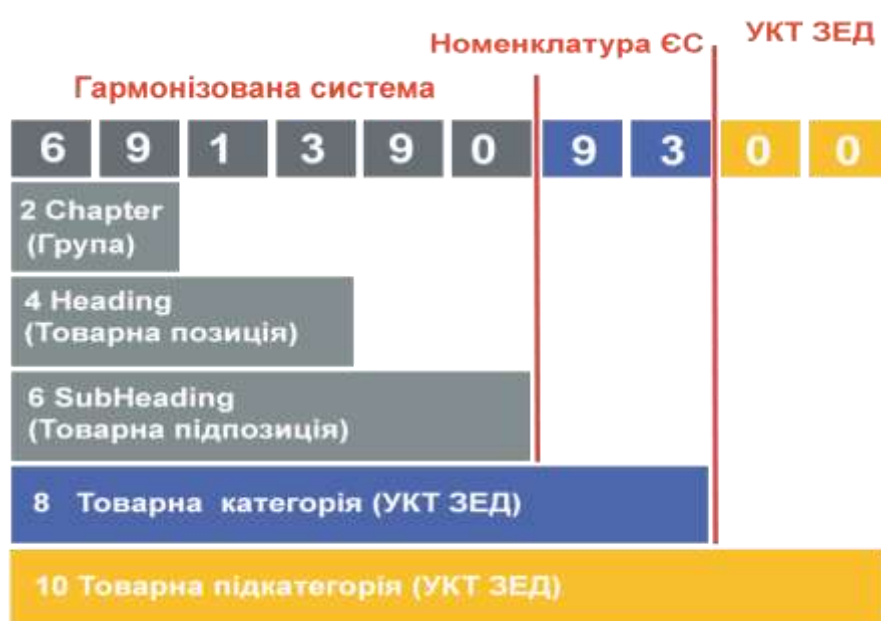 УКТ ЗЕД
Номенклатура ЄС
Гармонізована система
6 9 1 3 9 0 9 3 0 0
2 Chapter
(Група)
4 Heading
(Товарна позиція)
6 SubHeading
(Товарна підпозиція)
8 Товарна категорія (УКТ ЗЕД)
10 Товарна підкатегорія (УКТ ЗЕД)